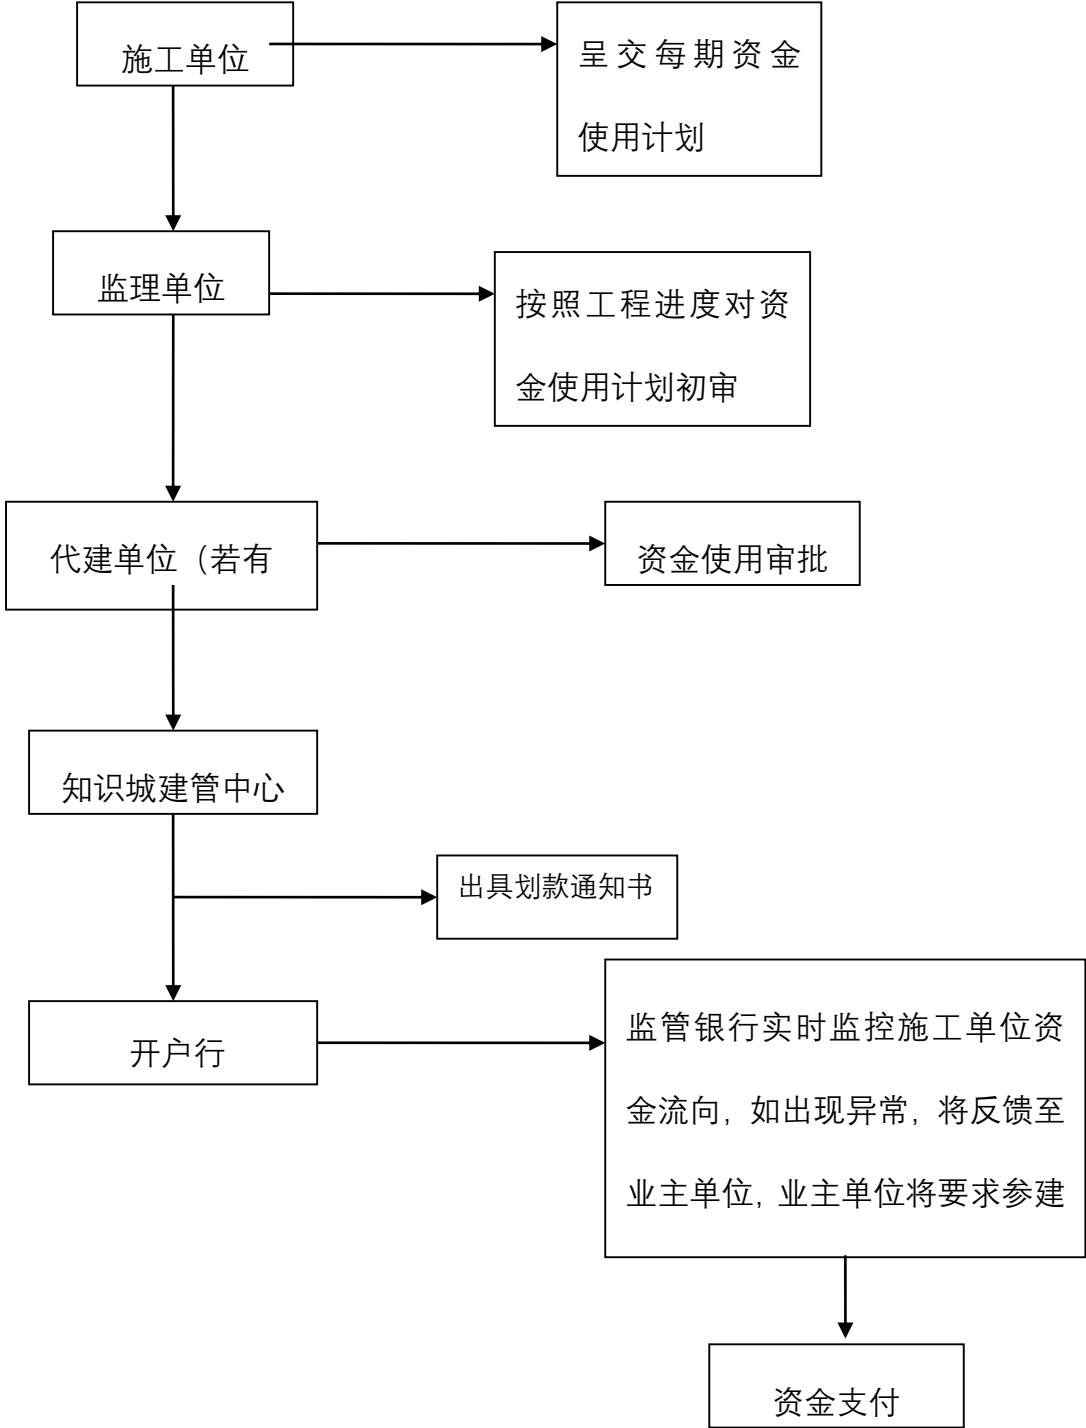 施工单位
呈交每期资金
使用计划
监理单位
按照工程进度对资
金使用计划初审
代建单位（若有
资金使用审批
知识城建管中心
出具划款通知书
开户行
监管银行实时监控施工单位资
金流向，如出现异常，将反馈至
业主单位，业主单位将要求参建
资金支付